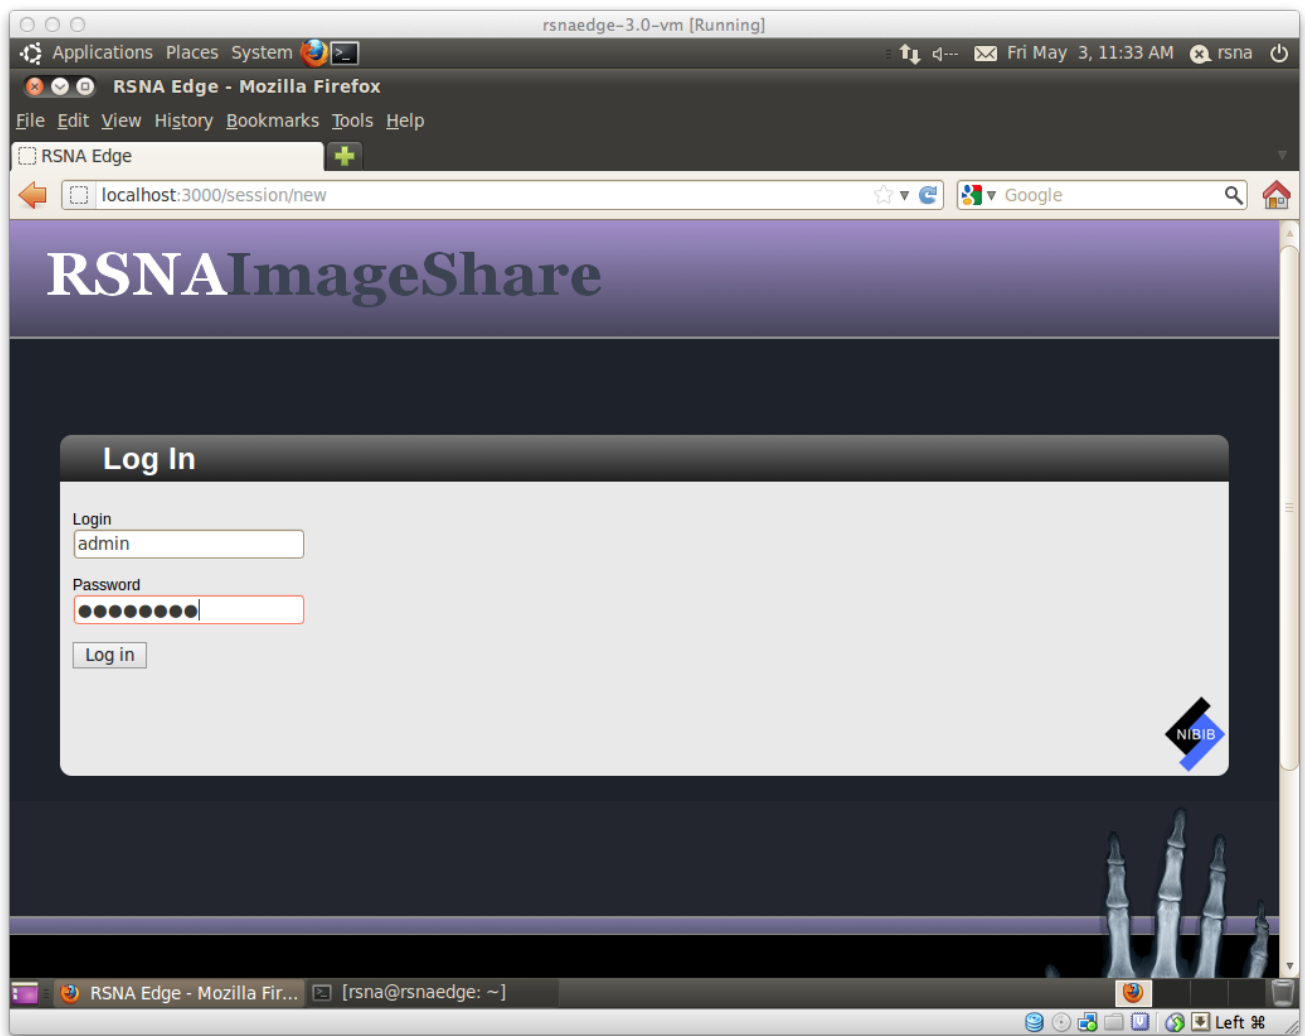 rsnaedge-3.0-vm [Running]
Applications Places System Fri May 3, 11:33 AM rsna
RSNA Edge - Mozilla Firefox
File Edit View History Bookmarks Tools Help
RSNA Edge
localhost:3000/session/new Google
RSNAImageShare
Log In
Login
admin
Password
Log in
NIBIB
RSNA Edge - Mozilla Fir... [rsna@rsnaedge: ~]
Left ⌘